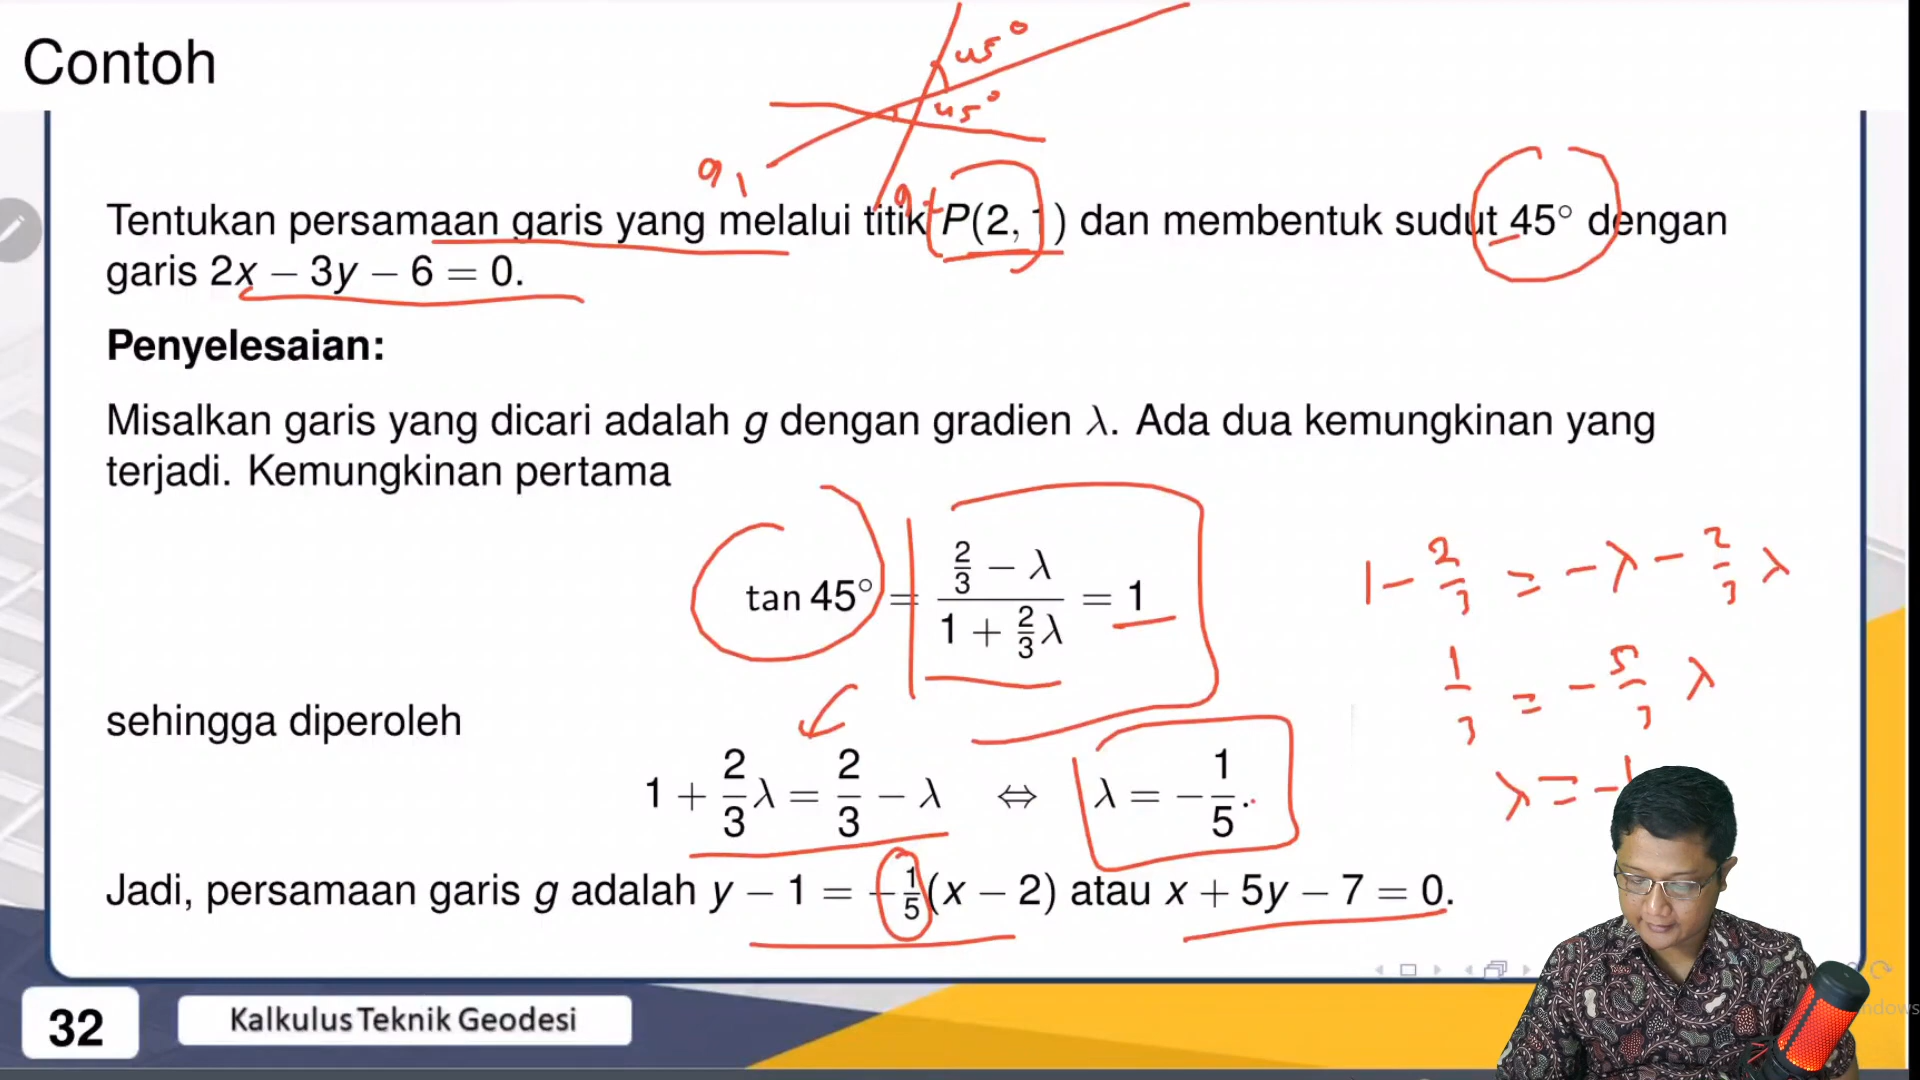 Contoh
45°
45°
g1
Tentukan persamaan garis yang melalui titik P(2, 1) dan membentuk sudut 45° dengan
garis 2x − 3y − 6 = 0.
Penyelesaian:
Misalkan garis yang dicari adalah g dengan gradien λ. Ada dua kemungkinan yang
terjadi. Kemungkinan pertama
tan 45° = (2/3 − λ)/(1 + 2/3 λ) = 1
1 − 2/3 = −λ − 2/3 λ
1/3 = −5/3 λ
sehingga diperoleh
1 + 2/3 λ = 2/3 − λ ⇔ λ = −1/5.
λ = −1
Jadi, persamaan garis g adalah y − 1 = −1/5(x − 2) atau x + 5y − 7 = 0.
32
Kalkulus Teknik Geodesi